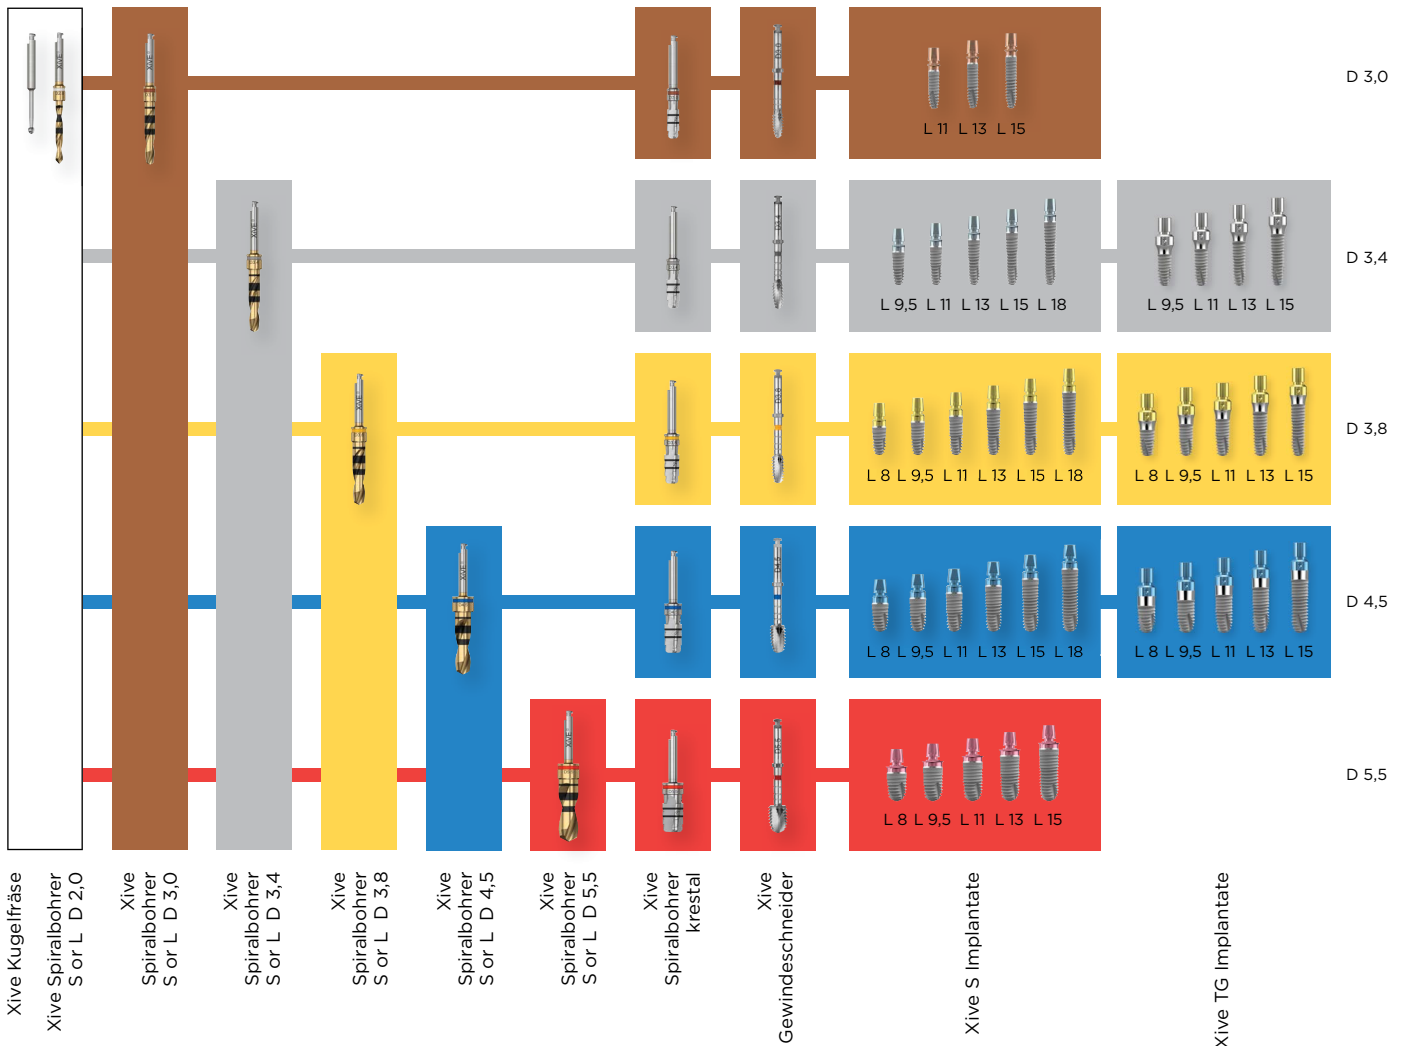 D 3,0
L 11 L 13 L 15
D 3,4
L 9,5 L 11 L 13 L 15 L 18
L 9,5 L 11 L 13 L 15
D 3,8
L 8 L 9,5 L 11 L 13 L 15 L 18
L 8 L 9,5 L 11 L 13 L 15
D 4,5
L 8 L 9,5 L 11 L 13 L 15 L 18
L 8 L 9,5 L 11 L 13 L 15
D 5,5
L 8 L 9,5 L 11 L 13 L 15
Xive Kugelfräse
Xive Spiralbohrer
S or L D 2,0
Xive
Spiralbohrer
S or L D 3,0
Xive
Spiralbohrer
S or L D 3,4
Xive
Spiralbohrer
S or L D 3,8
Xive
Spiralbohrer
S or L D 4,5
Xive
Spiralbohrer
S or L D 5,5
Xive
Spiralbohrer
krestal
Xive
Gewindeschneider
Xive S Implantate
Xive TG Implantate